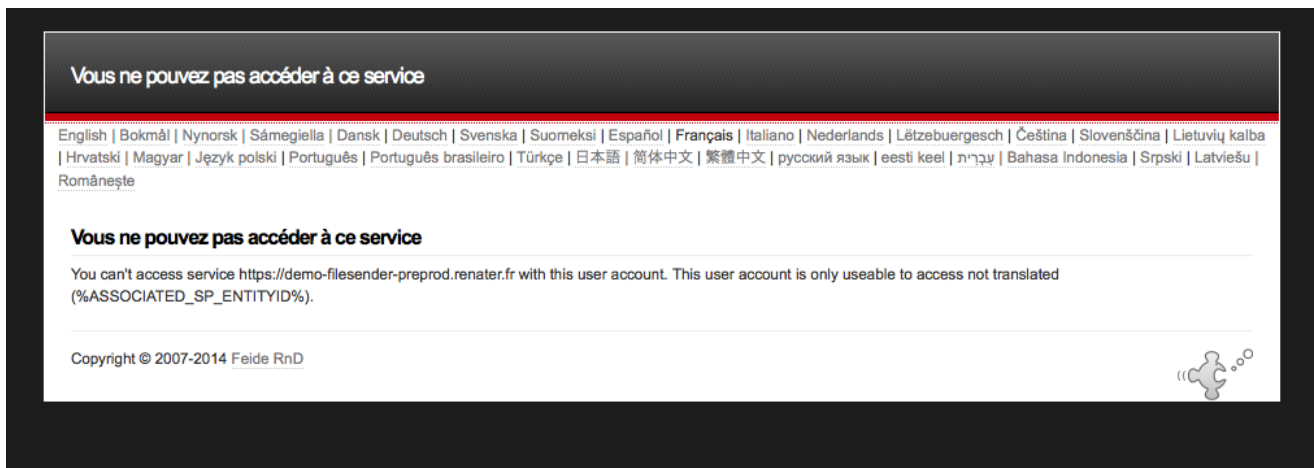 Vous ne pouvez pas accéder à ce service
English | Bokmål | Nynorsk | Sámegiella | Dansk | Deutsch | Svenska | Suomeksi | Español | Français | Italiano | Nederlands | Lëtzebuergesch | Čeština | Slovenščina | Lietuvių kalba
| Hrvatski | Magyar | Język polski | Português | Português brasileiro | Türkçe | 日本語 | 简体中文 | 繁體中文 | русский язык | eesti keel | עִבְרִית | Bahasa Indonesia | Srpski | Latviešu |
Românește
Vous ne pouvez pas accéder à ce service
You can't access service https://demo-filesender-preprod.renater.fr with this user account. This user account is only useable to access not translated
(%ASSOCIATED_SP_ENTITYID%).
Copyright © 2007-2014 Feide RnD